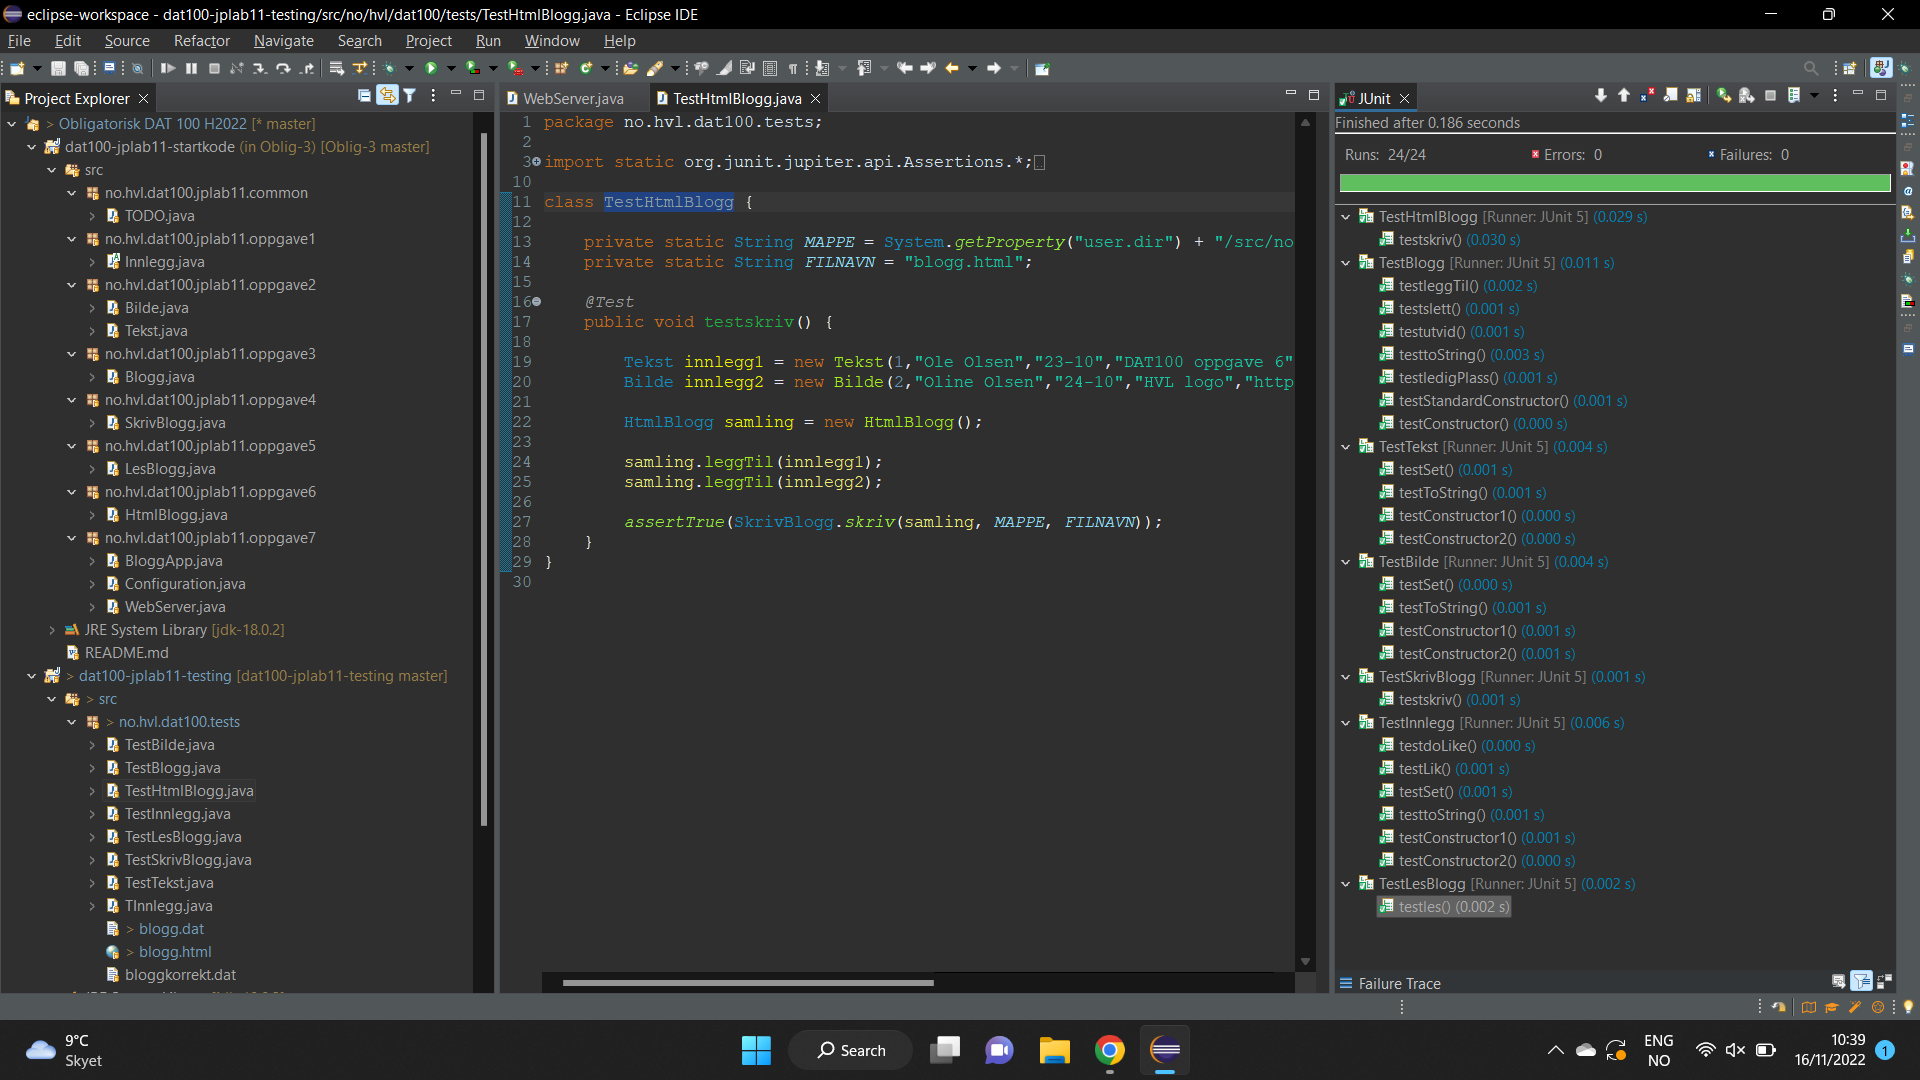 eclipse-workspace - dat100-jplab11-testing/src/no/hvl/dat100/tests/TestHtmlBlogg.java - Eclipse IDE
File Edit Source Refactor Navigate Search Project Run Window Help
Project Explorer
> Obligatorisk DAT 100 H2022 [* master]
dat100-jplab11-startkode (in Oblig-3) [Oblig-3 master]
src
no.hvl.dat100.jplab11.common
TODO.java
no.hvl.dat100.jplab11.oppgave1
Innlegg.java
no.hvl.dat100.jplab11.oppgave2
Bilde.java
Tekst.java
no.hvl.dat100.jplab11.oppgave3
Blogg.java
no.hvl.dat100.jplab11.oppgave4
SkrivBlogg.java
no.hvl.dat100.jplab11.oppgave5
LesBlogg.java
no.hvl.dat100.jplab11.oppgave6
HtmlBlogg.java
no.hvl.dat100.jplab11.oppgave7
BloggApp.java
Configuration.java
WebServer.java
JRE System Library [jdk-18.0.2]
README.md
> dat100-jplab11-testing [dat100-jplab11-testing master]
> src
> no.hvl.dat100.tests
TestBilde.java
TestBlogg.java
TestHtmlBlogg.java
TestInnlegg.java
TestLesBlogg.java
TestSkrivBlogg.java
TestTekst.java
TInnlegg.java
> blogg.dat
> blogg.html
bloggkorrekt.dat
WebServer.java TestHtmlBlogg.java
1 package no.hvl.dat100.tests;
2
3 import static org.junit.jupiter.api.Assertions.*;
10
11 class TestHtmlBlogg {
12
13 private static String MAPPE = System.getProperty("user.dir") + "/src/no
14 private static String FILNAVN = "blogg.html";
15
16 @Test
17 public void testskriv() {
18
19 Tekst innlegg1 = new Tekst(1,"Ole Olsen","23-10","DAT100 oppgave 6"
20 Bilde innlegg2 = new Bilde(2,"Oline Olsen","24-10","HVL logo","http
21
22 HtmlBlogg samling = new HtmlBlogg();
23
24 samling.leggTil(innlegg1);
25 samling.leggTil(innlegg2);
26
27 assertTrue(SkrivBlogg.skriv(samling, MAPPE, FILNAVN));
28 }
29 }
30
JUnit
Finished after 0.186 seconds
Runs: 24/24 Errors: 0 Failures: 0
TestHtmlBlogg [Runner: JUnit 5] (0.029 s)
testskriv() (0.030 s)
TestBlogg [Runner: JUnit 5] (0.011 s)
testleggTil() (0.002 s)
testslett() (0.001 s)
testutvid() (0.001 s)
testtoString() (0.003 s)
testledigPlass() (0.001 s)
testStandardConstructor() (0.001 s)
testConstructor() (0.000 s)
TestTekst [Runner: JUnit 5] (0.004 s)
testSet() (0.001 s)
testToString() (0.001 s)
testConstructor1() (0.000 s)
testConstructor2() (0.000 s)
TestBilde [Runner: JUnit 5] (0.004 s)
testSet() (0.000 s)
testToString() (0.001 s)
testConstructor1() (0.001 s)
testConstructor2() (0.001 s)
TestSkrivBlogg [Runner: JUnit 5] (0.001 s)
testskriv() (0.001 s)
TestInnlegg [Runner: JUnit 5] (0.006 s)
testdoLike() (0.000 s)
testLik() (0.001 s)
testSet() (0.001 s)
testtoString() (0.001 s)
testConstructor1() (0.001 s)
testConstructor2() (0.000 s)
TestLesBlogg [Runner: JUnit 5] (0.002 s)
testles() (0.002 s)
Failure Trace
9°C
Skyet
Search
ENG
NO
10:39
16/11/2022
1